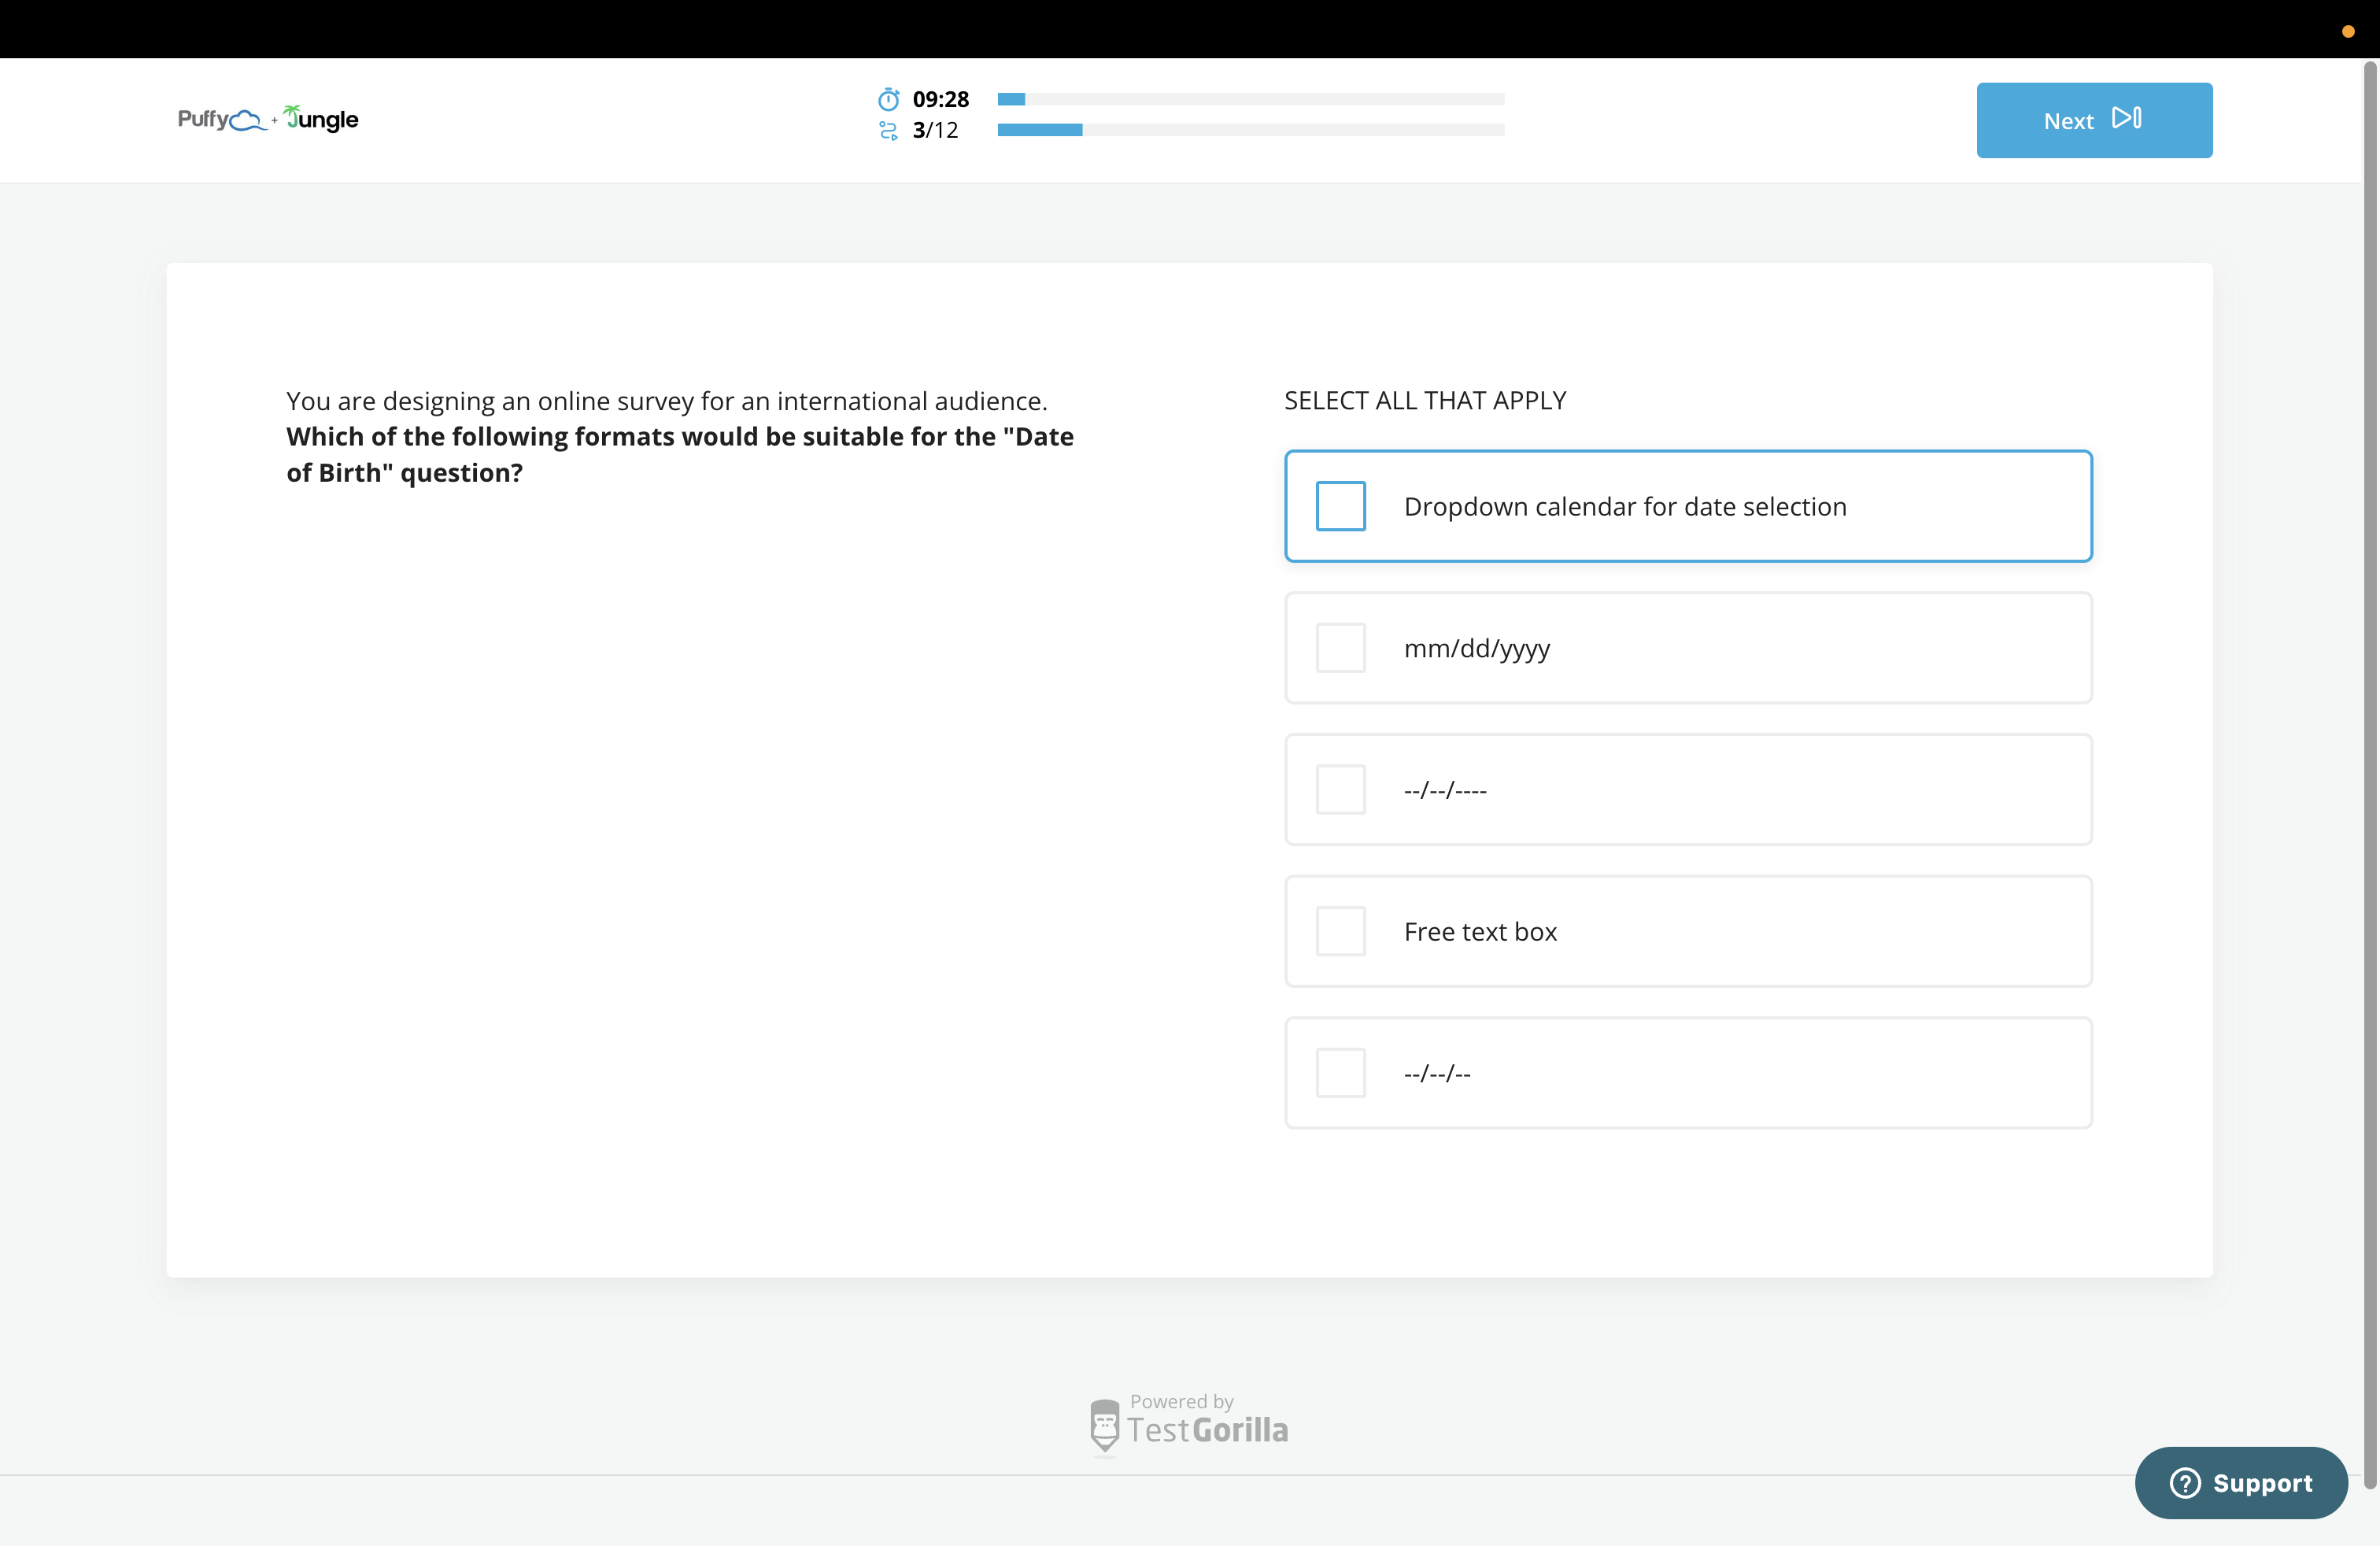 Puffy + Jungle
09:28
3/12
Next
You are designing an online survey for an international audience.
Which of the following formats would be suitable for the "Date
of Birth" question?
SELECT ALL THAT APPLY
Dropdown calendar for date selection
mm/dd/yyyy
--/--/----
Free text box
--/--/--
Powered by
TestGorilla
Support